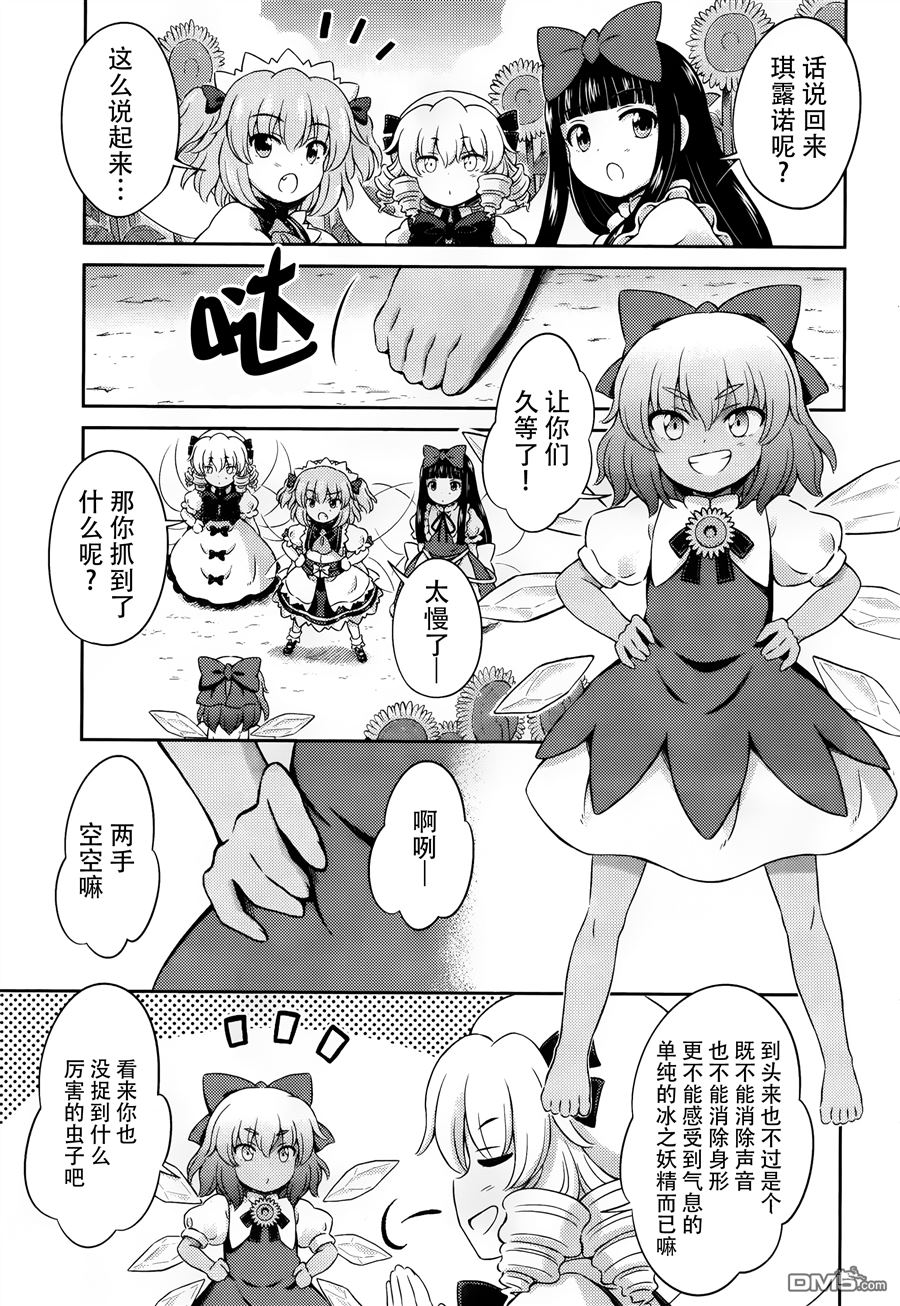 话说回来
琪露诺呢?
这么说起来…
哒
让你们
久等了!
太慢了—
那你抓到了
什么呢?
啊咧—
两手
空空嘛
到头来也不过是个
既不能消除声音
也不能消除身形
更不能感受到气息的
单纯的冰之妖精而已嘛
看来你也
没捉到什么
厉害的虫子吧
DM5.com